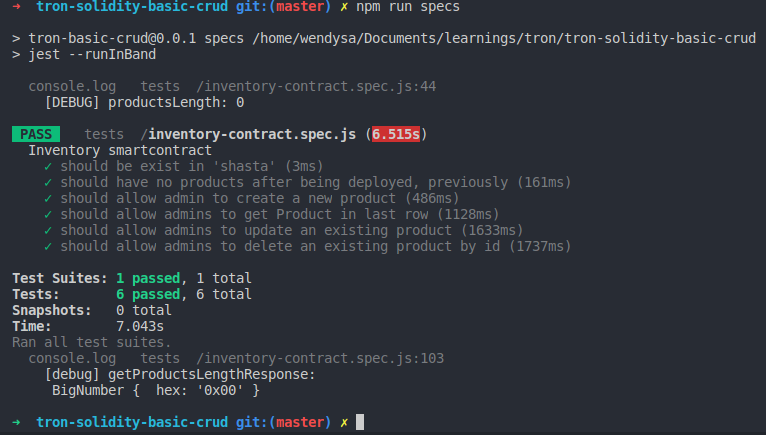 ➜  tron-solidity-basic-crud git:(master) ✗ npm run specs
> tron-basic-crud@0.0.1 specs /home/wendysa/Documents/learnings/tron/tron-solidity-basic-crud
> jest --runInBand
console.log   tests  /inventory-contract.spec.js:44
[DEBUG] productsLength: 0
PASS   tests  /inventory-contract.spec.js (6.515s)
Inventory smartcontract
✓ should be exist in 'shasta' (3ms)
✓ should have no products after being deployed, previously (161ms)
✓ should allow admin to create a new product (486ms)
✓ should allow admins to get Product in last row (1128ms)
✓ should allow admins to update an existing product (1633ms)
✓ should allow admins to delete an existing product by id (1737ms)
Test Suites: 1 passed, 1 total
Tests:       6 passed, 6 total
Snapshots:   0 total
Time:        7.043s
Ran all test suites.
console.log   tests  /inventory-contract.spec.js:103
[debug] getProductsLengthResponse:
BigNumber {  hex: '0x00' }
➜  tron-solidity-basic-crud git:(master) ✗